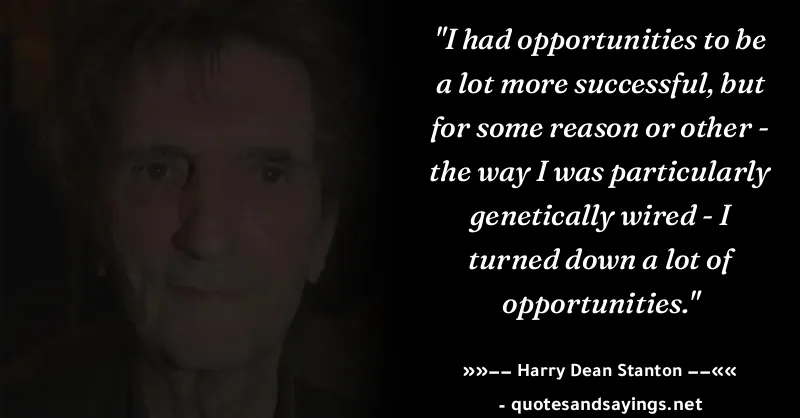 "I had opportunities to be
a lot more successful, but
for some reason or other -
the way I was particularly
genetically wired - I
turned down a lot of
opportunities."
»»−− Harry Dean Stanton −−««
- quotesandsayings.net